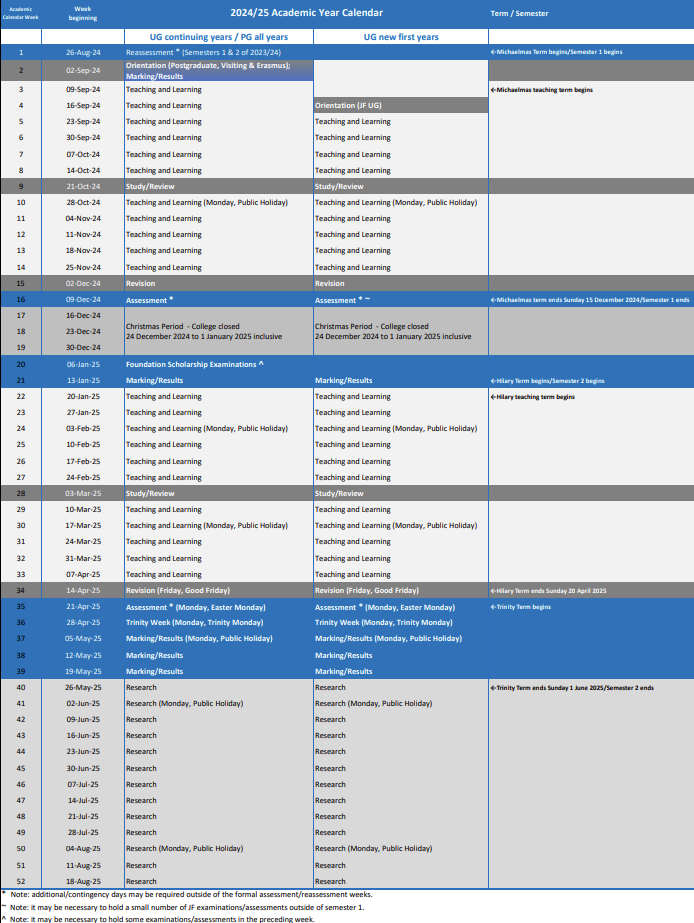 Academic Calendar Week | Week beginning | 2024/25 Academic Year Calendar | Term / Semester
UG continuing years / PG all years | UG new first years
1 | 26-Aug-24 | Reassessment * (Semesters 1 & 2 of 2023/24) | ←Michaelmas Term begins/Semester 1 begins
2 | 02-Sep-24 | Orientation (Postgraduate, Visiting & Erasmus); Marking/Results
3 | 09-Sep-24 | Teaching and Learning | ←Michaelmas teaching term begins
4 | 16-Sep-24 | Teaching and Learning | Orientation (JF UG)
5 | 23-Sep-24 | Teaching and Learning | Teaching and Learning
6 | 30-Sep-24 | Teaching and Learning | Teaching and Learning
7 | 07-Oct-24 | Teaching and Learning | Teaching and Learning
8 | 14-Oct-24 | Teaching and Learning | Teaching and Learning
9 | 21-Oct-24 | Study/Review | Study/Review
10 | 28-Oct-24 | Teaching and Learning (Monday, Public Holiday) | Teaching and Learning (Monday, Public Holiday)
11 | 04-Nov-24 | Teaching and Learning | Teaching and Learning
12 | 11-Nov-24 | Teaching and Learning | Teaching and Learning
13 | 18-Nov-24 | Teaching and Learning | Teaching and Learning
14 | 25-Nov-24 | Teaching and Learning | Teaching and Learning
15 | 02-Dec-24 | Revision | Revision
16 | 09-Dec-24 | Assessment * | Assessment * ~ | ←Michaelmas term ends Sunday 15 December 2024/Semester 1 ends
17 | 16-Dec-24
18 | 23-Dec-24 | Christmas Period - College closed 24 December 2024 to 1 January 2025 inclusive | Christmas Period - College closed 24 December 2024 to 1 January 2025 inclusive
19 | 30-Dec-24
20 | 06-Jan-25 | Foundation Scholarship Examinations ^
21 | 13-Jan-25 | Marking/Results | Marking/Results | ←Hilary Term begins/Semester 2 begins
22 | 20-Jan-25 | Teaching and Learning | Teaching and Learning | ←Hilary teaching term begins
23 | 27-Jan-25 | Teaching and Learning | Teaching and Learning
24 | 03-Feb-25 | Teaching and Learning (Monday, Public Holiday) | Teaching and Learning (Monday, Public Holiday)
25 | 10-Feb-25 | Teaching and Learning | Teaching and Learning
26 | 17-Feb-25 | Teaching and Learning | Teaching and Learning
27 | 24-Feb-25 | Teaching and Learning | Teaching and Learning
28 | 03-Mar-25 | Study/Review | Study/Review
29 | 10-Mar-25 | Teaching and Learning | Teaching and Learning
30 | 17-Mar-25 | Teaching and Learning (Monday, Public Holiday) | Teaching and Learning (Monday, Public Holiday)
31 | 24-Mar-25 | Teaching and Learning | Teaching and Learning
32 | 31-Mar-25 | Teaching and Learning | Teaching and Learning
33 | 07-Apr-25 | Teaching and Learning | Teaching and Learning
34 | 14-Apr-25 | Revision (Friday, Good Friday) | Revision (Friday, Good Friday) | ←Hilary Term ends Sunday 20 April 2025
35 | 21-Apr-25 | Assessment * (Monday, Easter Monday) | Assessment * (Monday, Easter Monday) | ←Trinity Term begins
36 | 28-Apr-25 | Trinity Week (Monday, Trinity Monday) | Trinity Week (Monday, Trinity Monday)
37 | 05-May-25 | Marking/Results (Monday, Public Holiday) | Marking/Results (Monday, Public Holiday)
38 | 12-May-25 | Marking/Results | Marking/Results
39 | 19-May-25 | Marking/Results | Marking/Results
40 | 26-May-25 | Research | Research | ←Trinity Term ends Sunday 1 June 2025/Semester 2 ends
41 | 02-Jun-25 | Research (Monday, Public Holiday) | Research (Monday, Public Holiday)
42 | 09-Jun-25 | Research | Research
43 | 16-Jun-25 | Research | Research
44 | 23-Jun-25 | Research | Research
45 | 30-Jun-25 | Research | Research
46 | 07-Jul-25 | Research | Research
47 | 14-Jul-25 | Research | Research
48 | 21-Jul-25 | Research | Research
49 | 28-Jul-25 | Research | Research
50 | 04-Aug-25 | Research (Monday, Public Holiday) | Research (Monday, Public Holiday)
51 | 11-Aug-25 | Research | Research
52 | 18-Aug-25 | Research | Research
* Note: additional/contingency days may be required outside of the formal assessment/reassessment weeks.
~ Note: it may be necessary to hold a small number of JF examinations/assessments outside of semester 1.
^ Note: it may be necessary to hold some examinations/assessments in the preceding week.